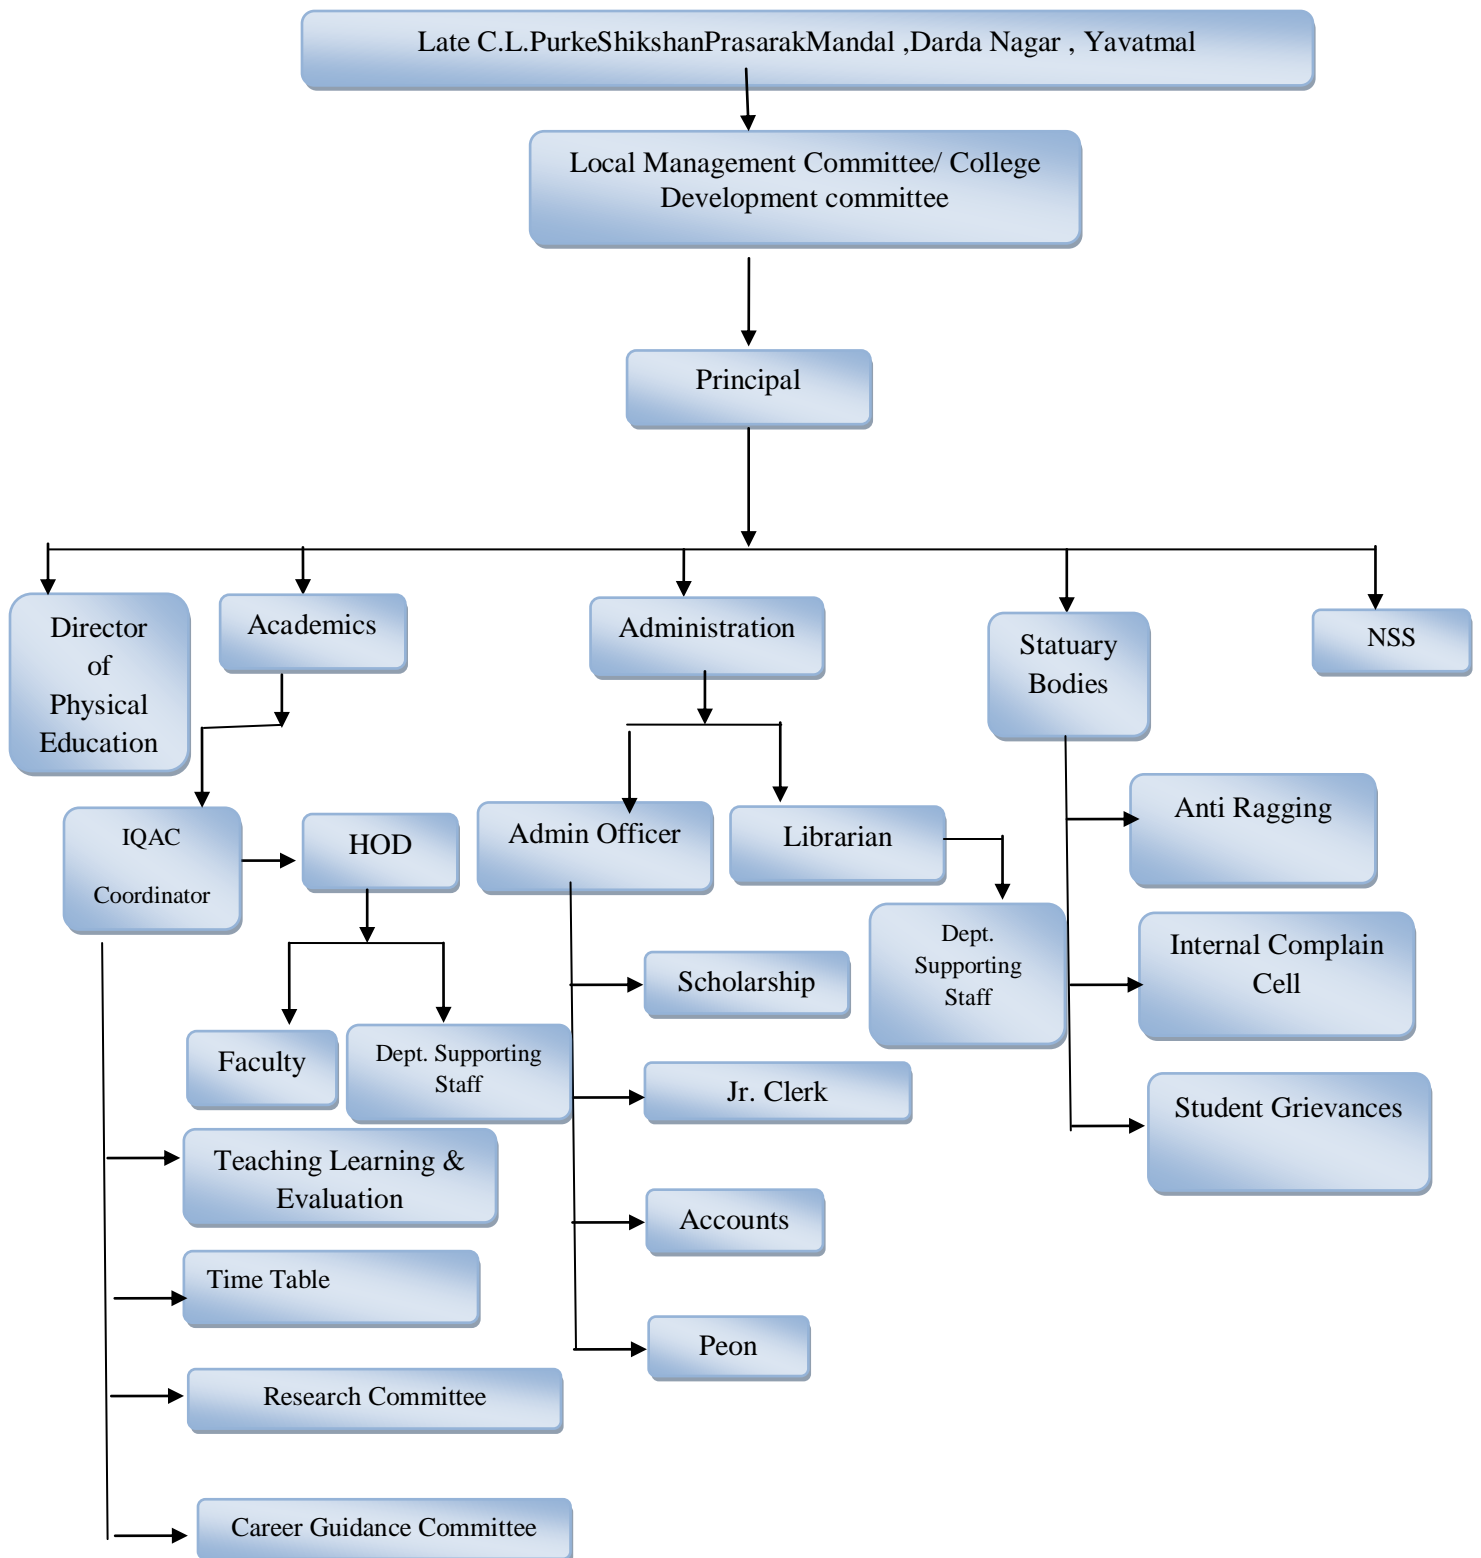 Late C.L.PurkeShikshanPrasarakMandal ,Darda Nagar , Yavatmal
Local Management Committee/ College
Development committee
Principal
Director
of
Physical
Education
Academics
Administration
Statuary
Bodies
NSS
IQAC
Coordinator
HOD
Admin Officer
Librarian
Anti Ragging
Dept.
Supporting
Staff
Internal Complain
Cell
Scholarship
Faculty
Dept. Supporting
Staff
Jr. Clerk
Student Grievances
Teaching Learning &
Evaluation
Accounts
Time Table
Peon
Research Committee
Career Guidance Committee